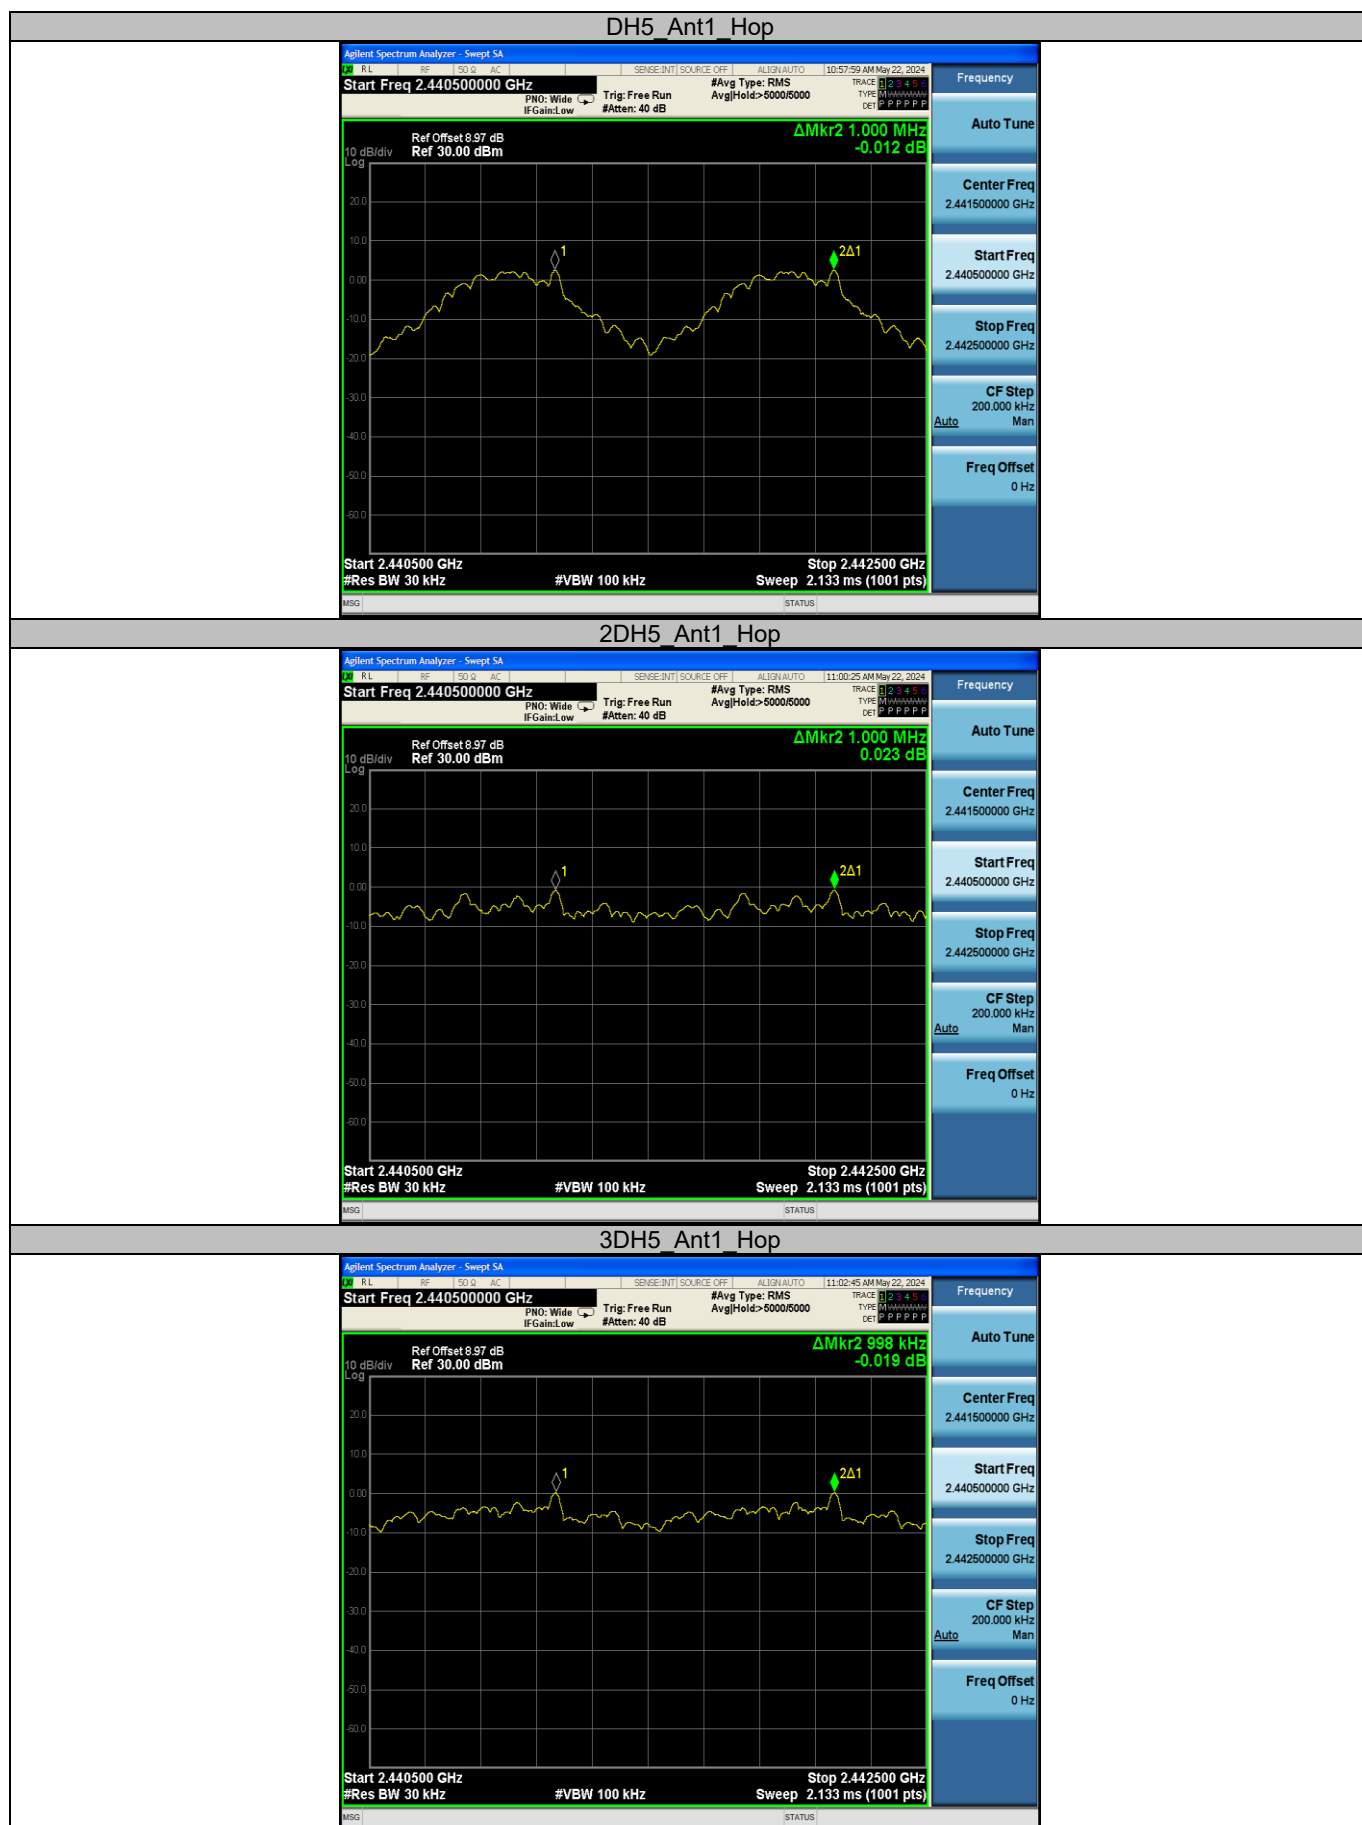 DH5_Ant1_Hop
Agilent Spectrum Analyzer - Swept SA
RL RF 50 Ω AC SENSE:INT SOURCE OFF ALIGN AUTO 10:57:59 AM May 22, 2024
Start Freq 2.440500000 GHz
PNO: Wide
IFGain:Low
Trig: Free Run
#Atten: 40 dB
#Avg Type: RMS
Avg|Hold:>5000/5000
TRACE 1 2 3 4 5 6
TYPE M
DET P P P P P P
Frequency
ΔMkr2 1.000 MHz
-0.012 dB
Ref Offset 8.97 dB
10 dB/div Ref 30.00 dBm
Log
20.0
10.0
0.00
-10.0
-20.0
-30.0
-40.0
-50.0
-60.0
1
2Δ1
Start 2.440500 GHz
Stop 2.442500 GHz
#Res BW 30 kHz
#VBW 100 kHz
Sweep 2.133 ms (1001 pts)
Auto Tune
Center Freq
2.441500000 GHz
Start Freq
2.440500000 GHz
Stop Freq
2.442500000 GHz
CF Step
200.000 kHz
Auto Man
Freq Offset
0 Hz
MSG STATUS
2DH5_Ant1_Hop
Agilent Spectrum Analyzer - Swept SA
RL RF 50 Ω AC SENSE:INT SOURCE OFF ALIGN AUTO 11:00:25 AM May 22, 2024
Start Freq 2.440500000 GHz
PNO: Wide
IFGain:Low
Trig: Free Run
#Atten: 40 dB
#Avg Type: RMS
Avg|Hold:>5000/5000
TRACE 1 2 3 4 5 6
TYPE M
DET P P P P P P
Frequency
ΔMkr2 1.000 MHz
0.023 dB
Ref Offset 8.97 dB
10 dB/div Ref 30.00 dBm
Log
20.0
10.0
0.00
-10.0
-20.0
-30.0
-40.0
-50.0
-60.0
1
2Δ1
Start 2.440500 GHz
Stop 2.442500 GHz
#Res BW 30 kHz
#VBW 100 kHz
Sweep 2.133 ms (1001 pts)
Auto Tune
Center Freq
2.441500000 GHz
Start Freq
2.440500000 GHz
Stop Freq
2.442500000 GHz
CF Step
200.000 kHz
Auto Man
Freq Offset
0 Hz
MSG STATUS
3DH5_Ant1_Hop
Agilent Spectrum Analyzer - Swept SA
RL RF 50 Ω AC SENSE:INT SOURCE OFF ALIGN AUTO 11:02:45 AM May 22, 2024
Start Freq 2.440500000 GHz
PNO: Wide
IFGain:Low
Trig: Free Run
#Atten: 40 dB
#Avg Type: RMS
Avg|Hold:>5000/5000
TRACE 1 2 3 4 5 6
TYPE M
DET P P P P P P
Frequency
ΔMkr2 998 kHz
-0.019 dB
Ref Offset 8.97 dB
10 dB/div Ref 30.00 dBm
Log
20.0
10.0
0.00
-10.0
-20.0
-30.0
-40.0
-50.0
-60.0
1
2Δ1
Start 2.440500 GHz
Stop 2.442500 GHz
#Res BW 30 kHz
#VBW 100 kHz
Sweep 2.133 ms (1001 pts)
Auto Tune
Center Freq
2.441500000 GHz
Start Freq
2.440500000 GHz
Stop Freq
2.442500000 GHz
CF Step
200.000 kHz
Auto Man
Freq Offset
0 Hz
MSG STATUS